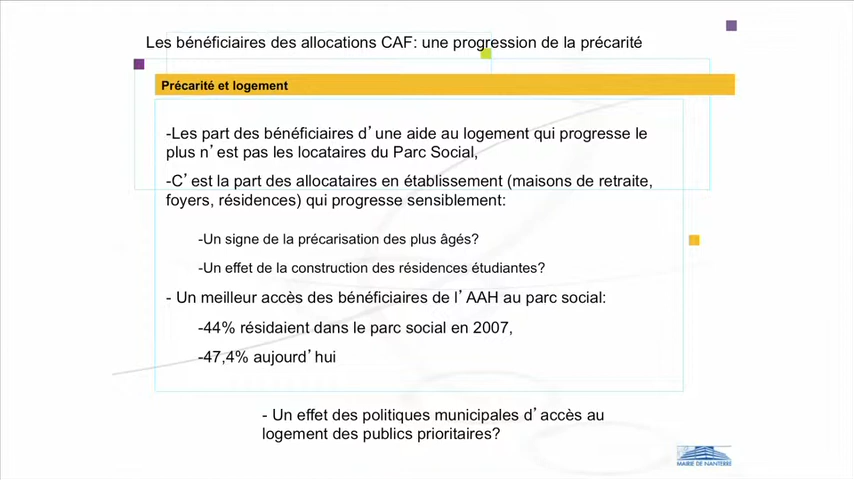 Les bénéficiaires des allocations CAF: une progression de la précarité
Précarité et logement
-Les part des bénéficiaires d’une aide au logement qui progresse le
plus n’est pas les locataires du Parc Social,
-C’est la part des allocataires en établissement (maisons de retraite,
foyers, résidences) qui progresse sensiblement:
-Un signe de la précarisation des plus âgés?
-Un effet de la construction des résidences étudiantes?
- Un meilleur accès des bénéficiaires de l’AAH au parc social:
-44% résidaient dans le parc social en 2007,
-47,4% aujourd’hui
- Un effet des politiques municipales d’accès au
logement des publics prioritaires?
MAIRIE DE NANTERRE